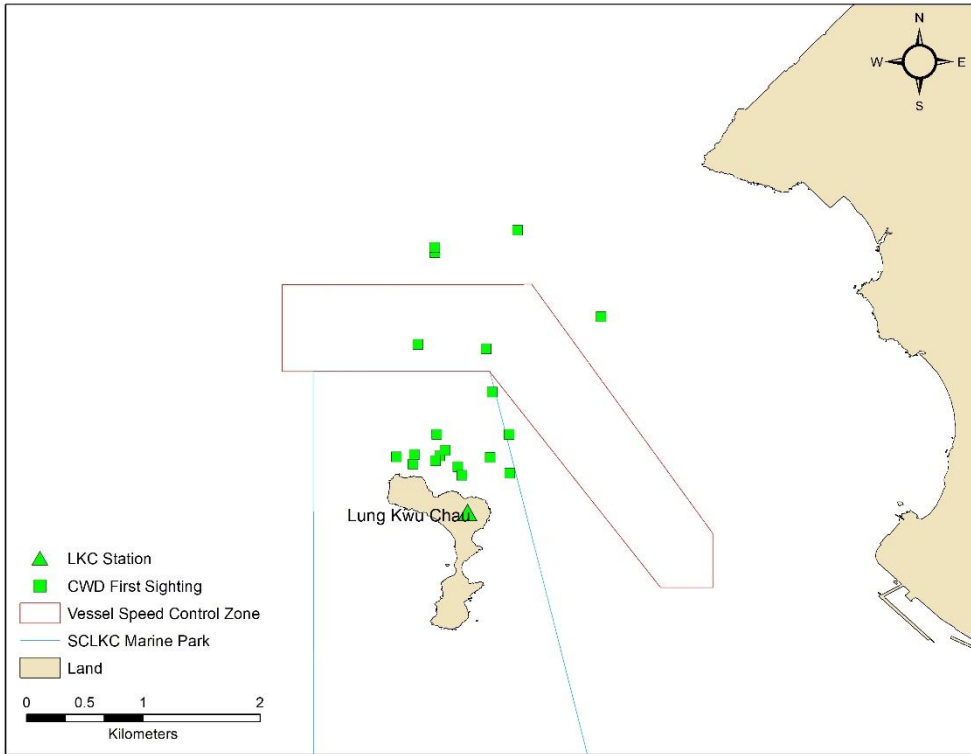 N
W E
S
Lung Kwu Chau
LKC Station
CWD First Sighting
Vessel Speed Control Zone
SCLKC Marine Park
Land
0 0.5 1 2
Kilometers